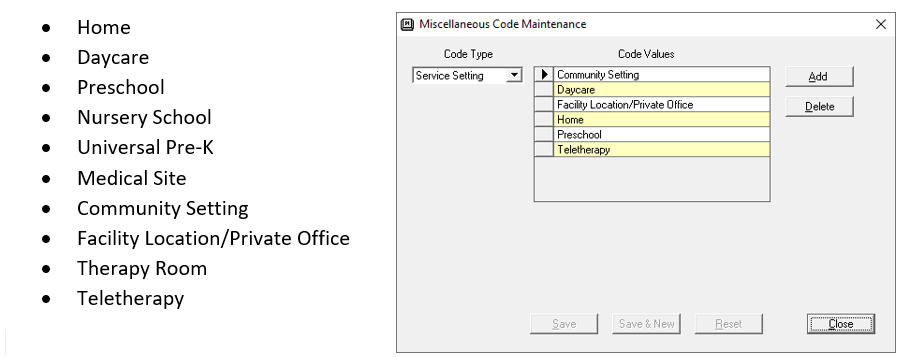 • Home
• Daycare
• Preschool
• Nursery School
• Universal Pre-K
• Medical Site
• Community Setting
• Facility Location/Private Office
• Therapy Room
• Teletherapy
Miscellaneous Code Maintenance
Code Type
Code Values
Service Setting
Community Setting
Daycare
Facility Location/Private Office
Home
Preschool
Teletherapy
Add
Delete
Save
Save & New
Reset
Close